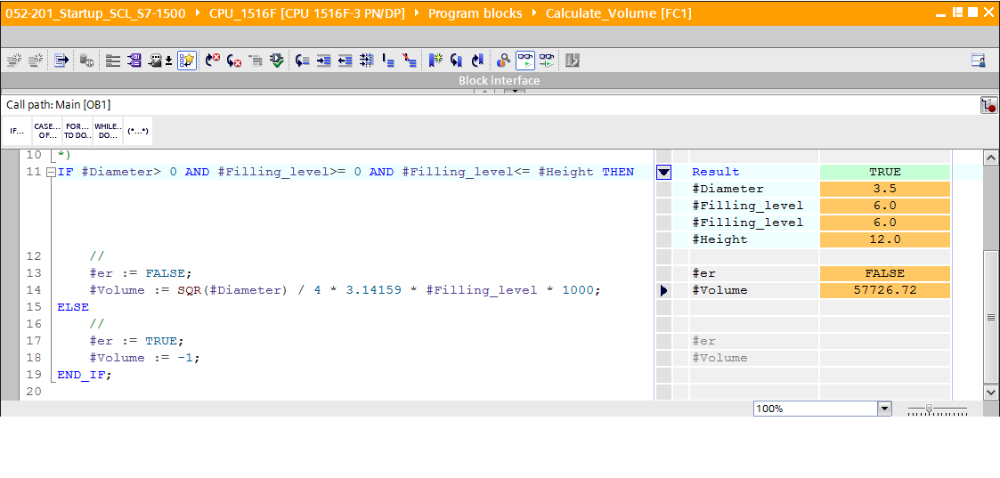 052-201_Startup_SCL_S7-1500 CPU_1516F [CPU 1516F-3 PN/DP] Program blocks Calculate_Volume [FC1]
Block interface
Call path: Main [OB1]
IF... CASE... OF... FOR... TO DO.. WHILE.. DO... (*...*)
10 *)
11 IF #Diameter> 0 AND #Filling_level>= 0 AND #Filling_level<= #Height THEN Result TRUE
#Diameter 3.5
#Filling_level 6.0
#Filling_level 6.0
#Height 12.0
12 //
13 #er := FALSE; #er FALSE
14 #Volume := SQR(#Diameter) / 4 * 3.14159 * #Filling_level * 1000; #Volume 57726.72
15 ELSE
16 //
17 #er := TRUE; #er
18 #Volume := -1; #Volume
19 END_IF;
20
100%